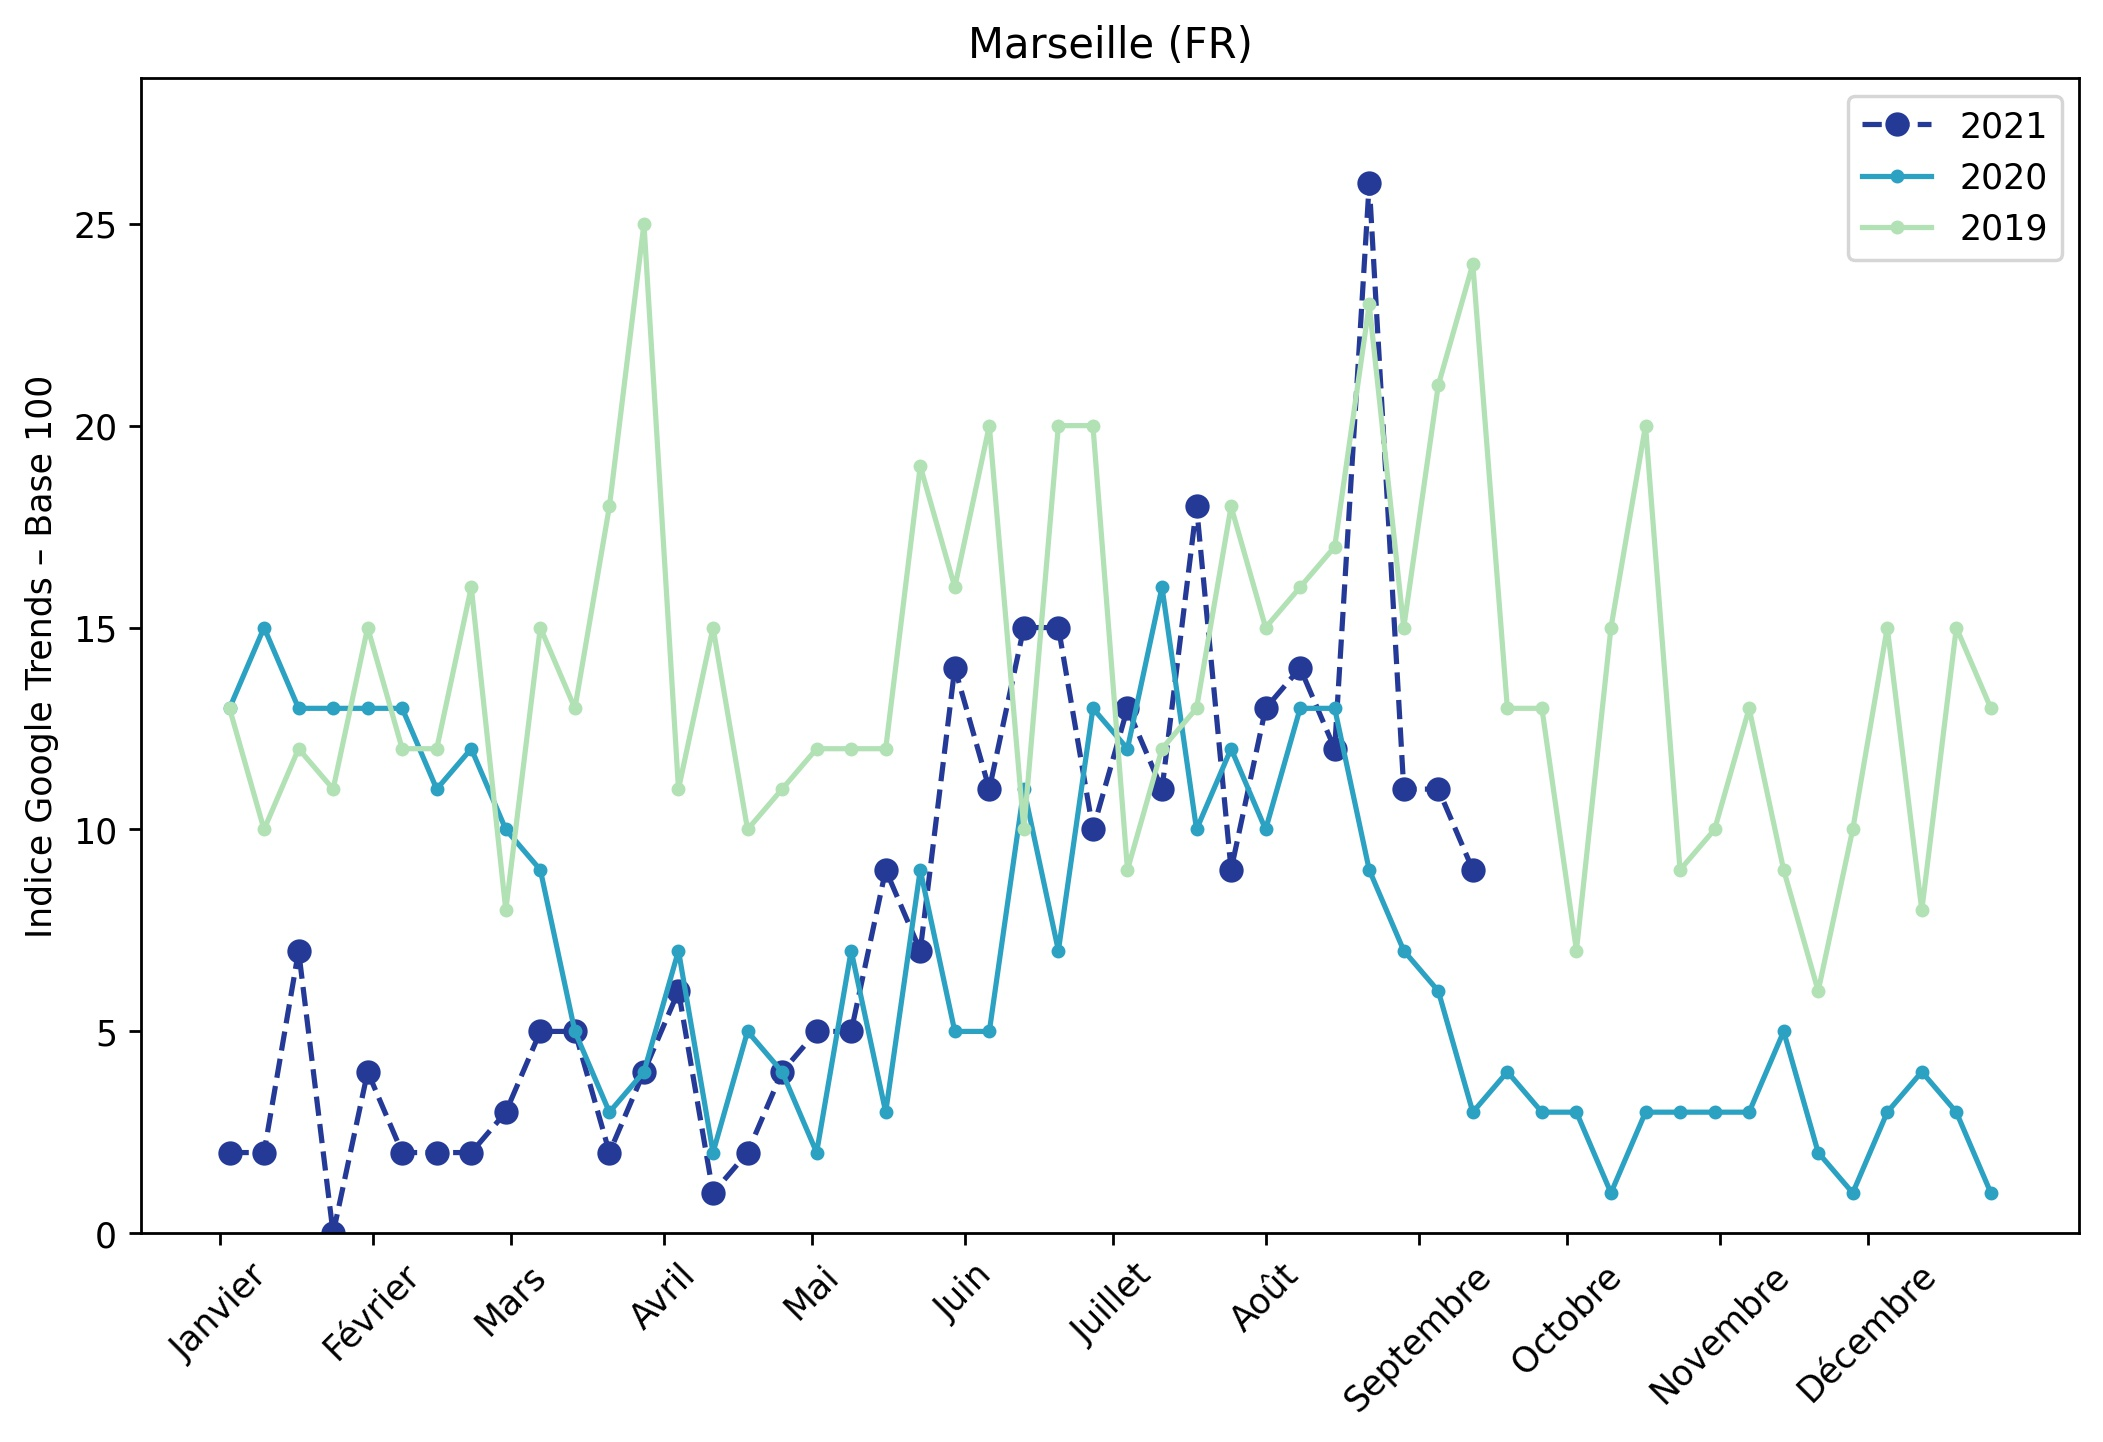 Marseille (FR)
2021
2020
2019
Indice Google Trends – Base 100
25
20
15
10
5
0
Janvier
Février
Mars
Avril
Mai
Juin
Juillet
Août
Septembre
Octobre
Novembre
Décembre